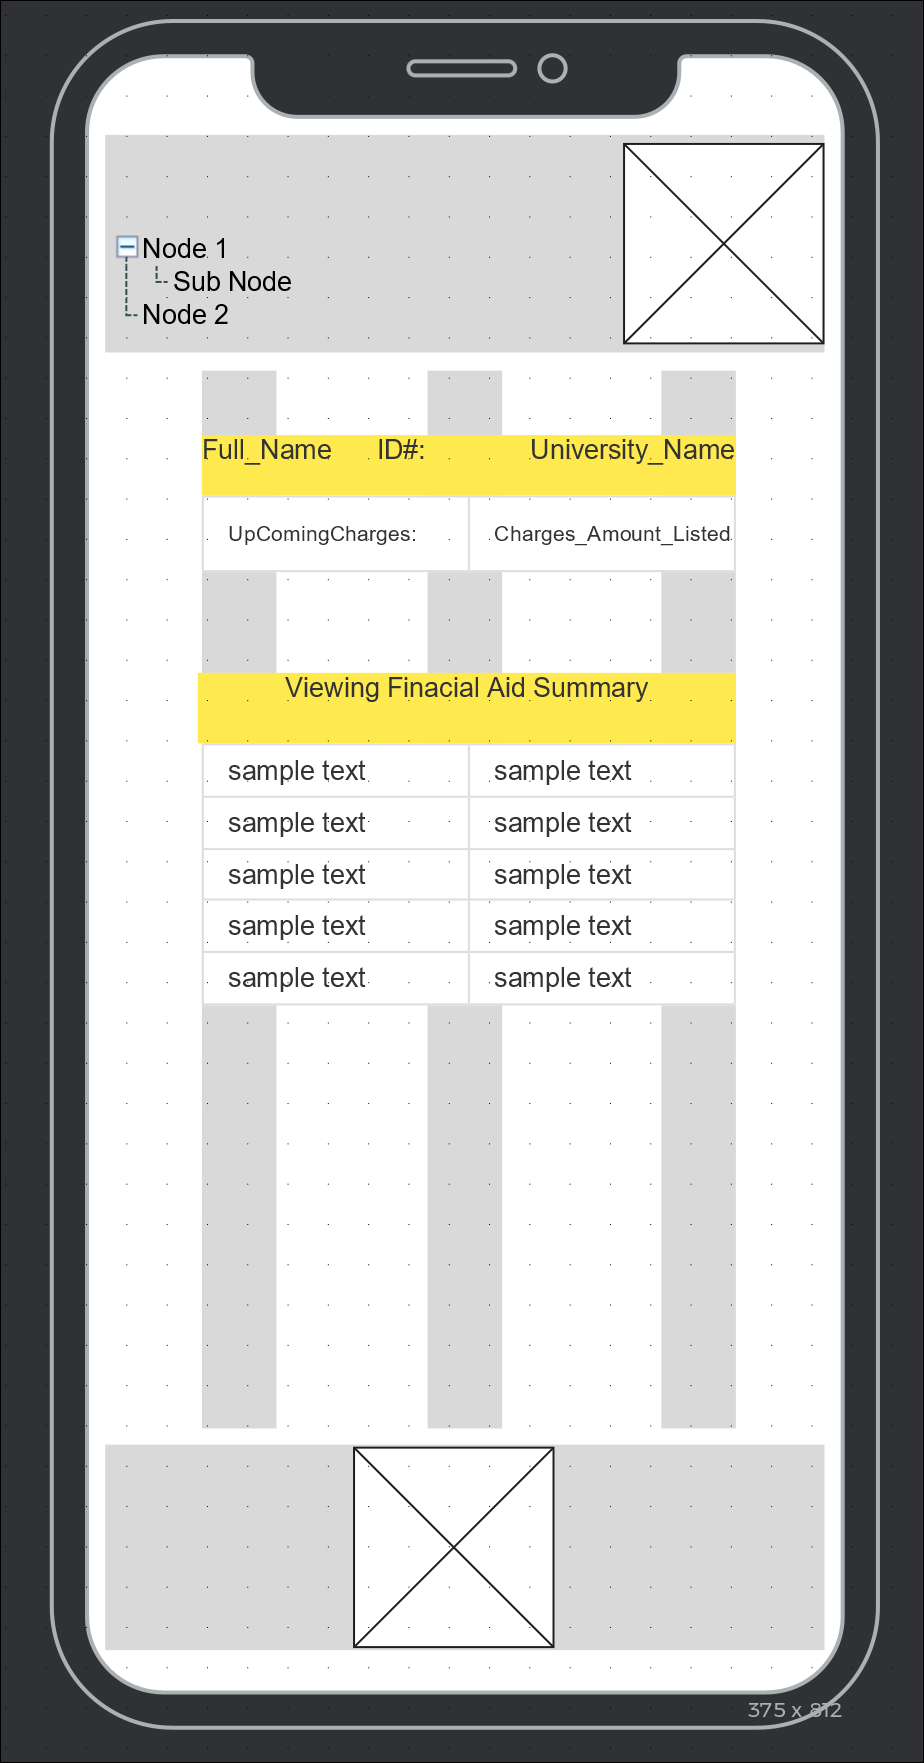 Node 1
Sub Node
Node 2
Full_Name ID#: University_Name
UpComingCharges: Charges_Amount_Listed
Viewing Finacial Aid Summary
sample text sample text
sample text sample text
sample text sample text
sample text sample text
sample text sample text
375 x 812